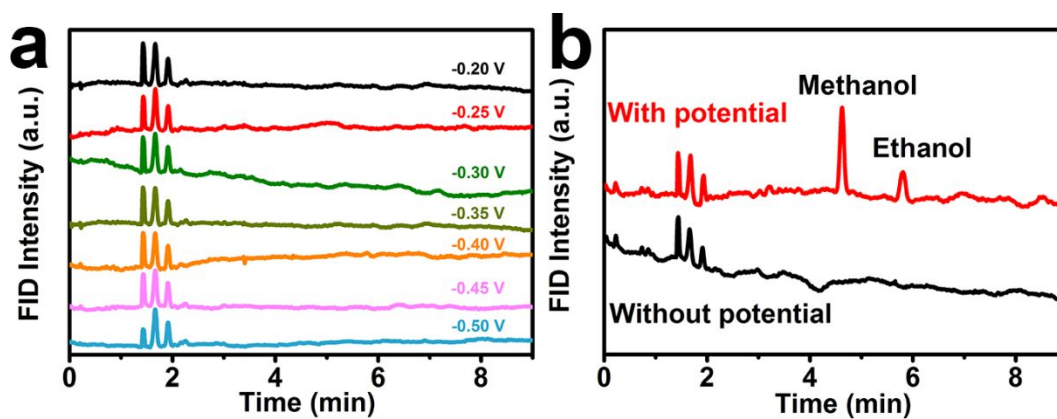 a
FID Intensity (a.u.)
-0.20 V
-0.25 V
-0.30 V
-0.35 V
-0.40 V
-0.45 V
-0.50 V
0 2 4 6 8
Time (min)
b
FID Intensity (a.u.)
Methanol
With potential
Ethanol
Without potential
0 2 4 6 8
Time (min)